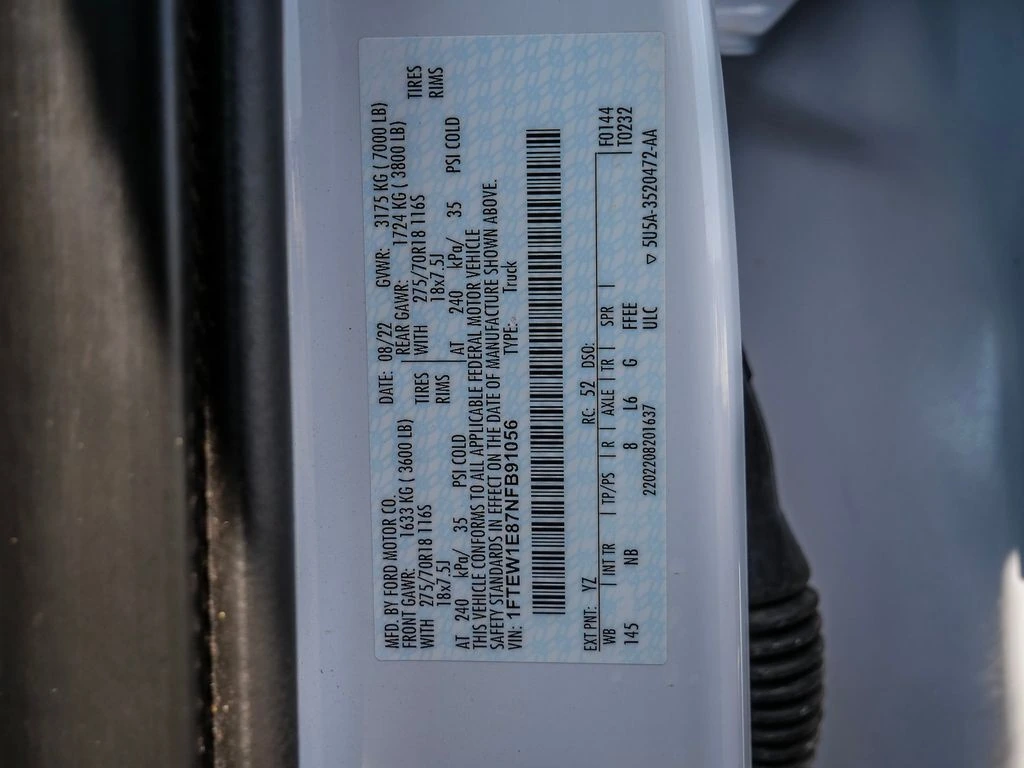 MFD. BY FORD MOTOR CO. DATE: 08/22 GVWR: 3175 KG ( 7000 LB)
FRONT GAWR: 1633 KG (3600 LB) REAR GAWR: 1724 KG ( 3800 LB)
WITH 275/70R18 116S TIRES WITH 275/70R18 116S TIRES
18x7.5J RIMS 18x7.5J RIMS
AT 240 kPa/ 35 PSI COLD AT 240 kPa/ 35 PSI COLD
THIS VEHICLE CONFORMS TO ALL APPLICABLE FEDERAL MOTOR VEHICLE
SAFETY STANDARDS IN EFFECT ON THE DATE OF MANUFACTURE SHOWN ABOVE.
VIN: 1FTEW1E87NFB91056 TYPE: Truck
EXT PNT: YZ RC: 52 DSO: F0144
WB | INT TR | TP/PS | R | AXLE | TR | SPR | T0232
145 NB 8 L6 G FFEE
2202208201637 ULC ▽ 5U5A-3520472-AA